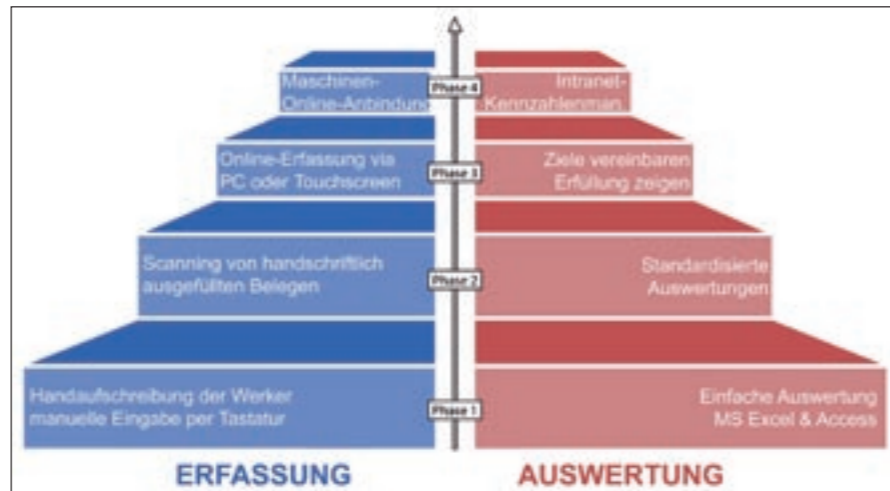 Maschinen-
Online-Anbindung
Phase 4
Intranet-
Kennzahlenman.
Online-Erfassung via
PC oder Touchscreen
Phase 3
Ziele vereinbaren
Erfüllung zeigen
Scanning von handschriftlich
ausgefüllten Belegen
Phase 2
Standardisierte
Auswertungen
Handaufschreibung der Werker
manuelle Eingabe per Tastatur
Phase 1
Einfache Auswertung
MS Excel & Access
ERFASSUNG
AUSWERTUNG